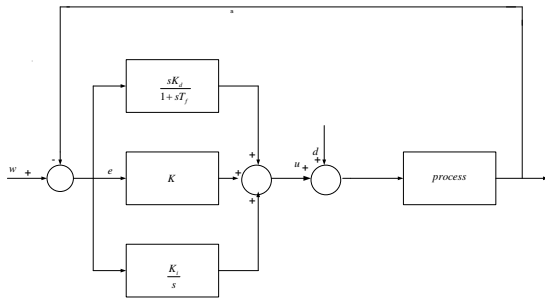 sK_d
1+sT_f
-
w +
e
K
+
+
+
u +
d
+
process
K_i
s